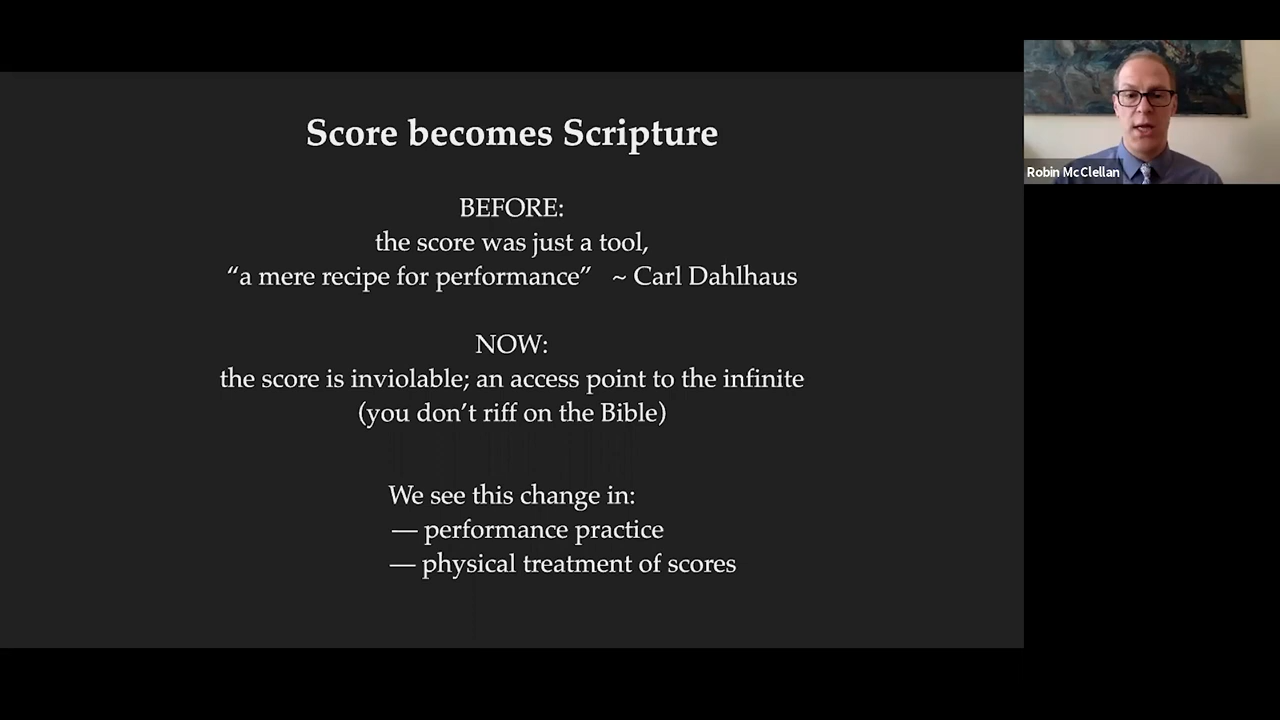 Score becomes Scripture
BEFORE:
the score was just a tool,
“a mere recipe for performance” ~ Carl Dahlhaus
NOW:
the score is inviolable; an access point to the infinite
(you don’t riff on the Bible)
We see this change in:
— performance practice
— physical treatment of scores
Robin McClellan